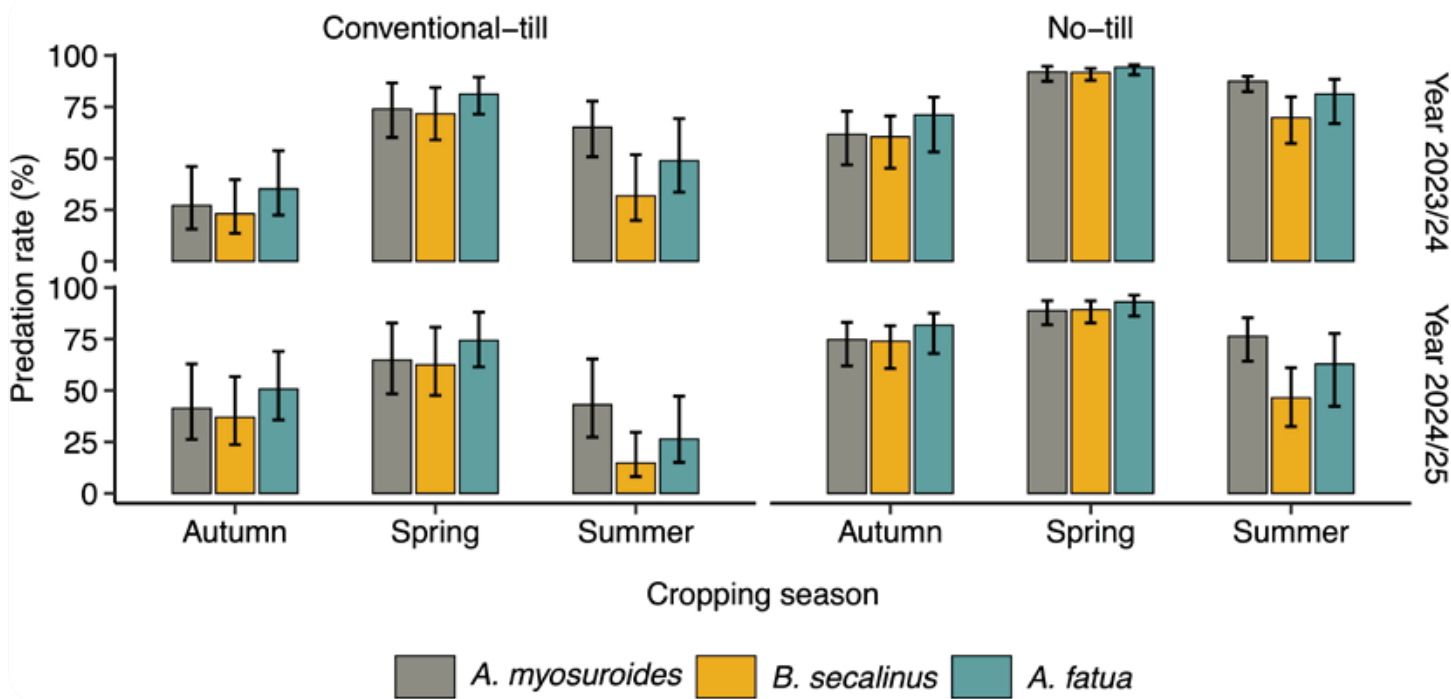 Conventional−till No−till
Predation rate (%)
100
75
50
25
0
Year 2023/24
100
75
50
25
0
Year 2024/25
Autumn Spring Summer Autumn Spring Summer
Cropping season
A. myosuroides B. secalinus A. fatua